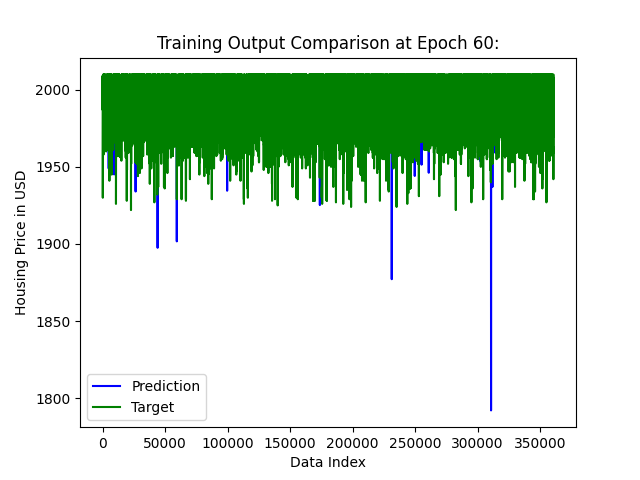 Training Output Comparison at Epoch 60:
Housing Price in USD
2000
1950
1900
1850
1800
Prediction
Target
0 50000 100000 150000 200000 250000 300000 350000
Data Index